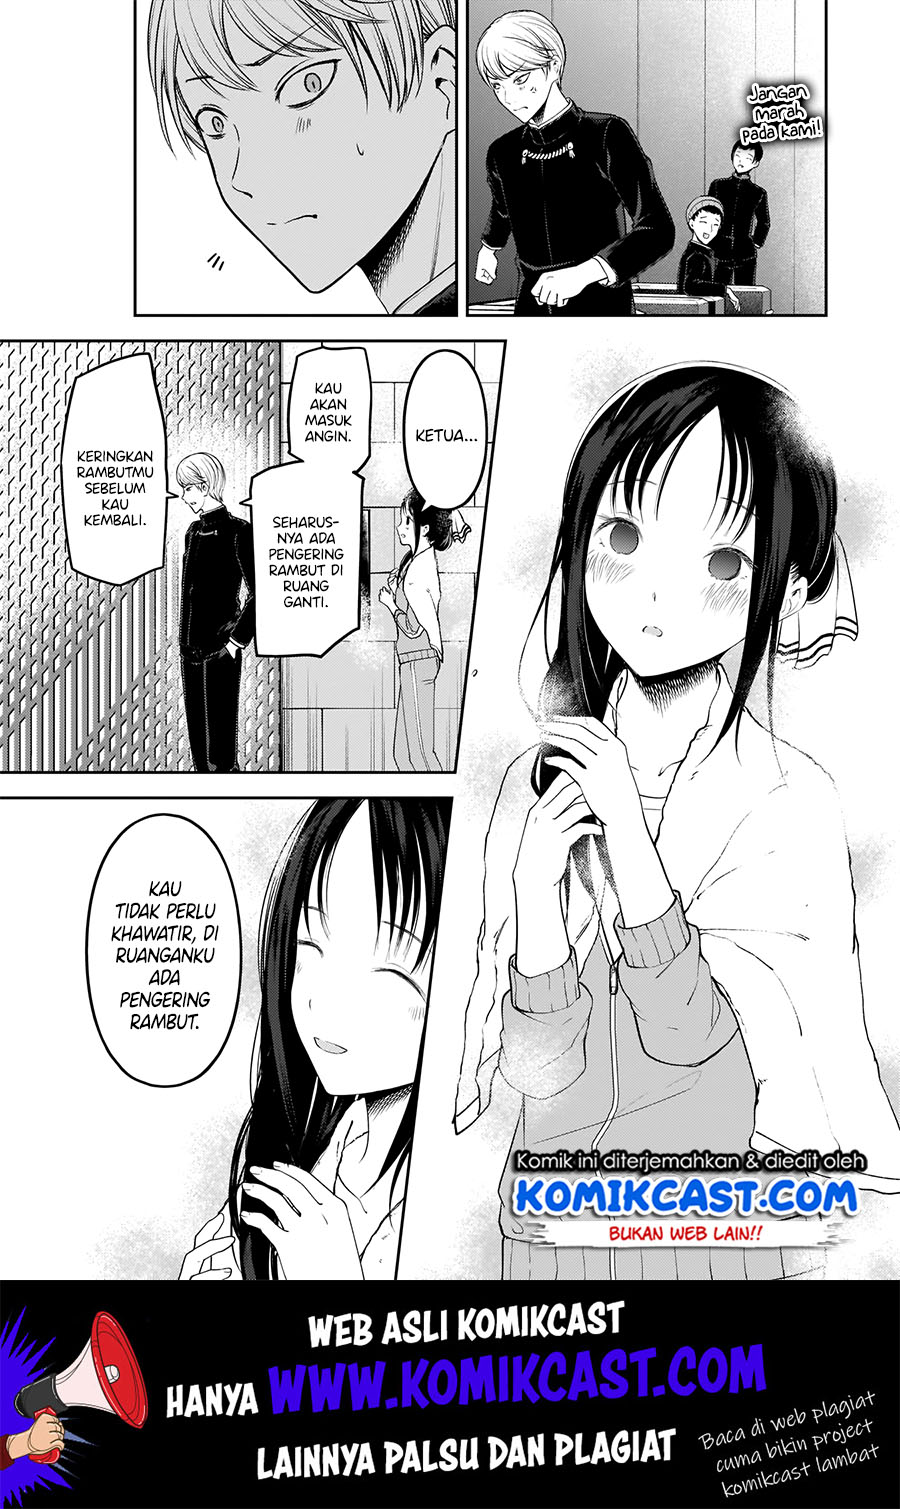 Jangan
marah
pada kami!
KETUA...
KAU
AKAN
MASUK
ANGIN.
SEHARUS-
NYA ADA
PENGERING
RAMBUT DI
RUANG
GANTI.
KERINGKAN
RAMBUTMU
SEBELUM
KAU
KEMBALI.
KAU
TIDAK PERLU
KHAWATIR, DI
RUANGANKU
ADA
PENGERING
RAMBUT.
Komik ini diterjemahkan & diedit oleh
KOMIKCAST.COM
BUKAN WEB LAIN!!
WEB ASLI KOMIKCAST
HANYA WWW.KOMIKCAST.COM
LAINNYA PALSU DAN PLAGIAT
Baca di web plagiat
cuma bikin project
komikcast lambat